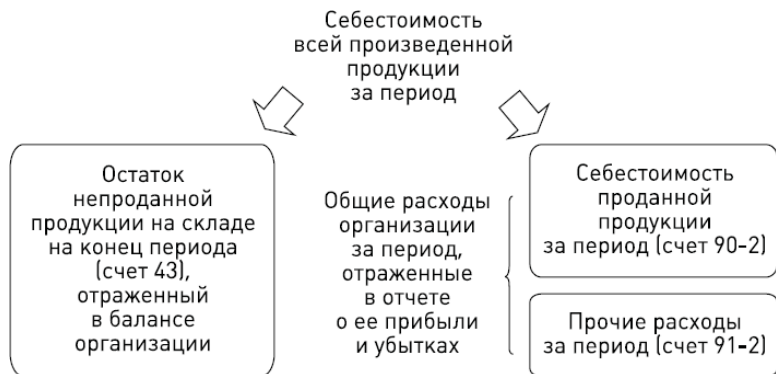 Себестоимость
всей произведенной
продукции
за период
Остаток
непроданной
продукции на складе
на конец периода
(счет 43),
отраженный
в балансе
организации
Общие расходы
организации
за период,
отраженные
в отчете
о ее прибыли
и убытках
Себестоимость
проданной
продукции
за период (счет 90-2)
Прочие расходы
за период (счет 91-2)